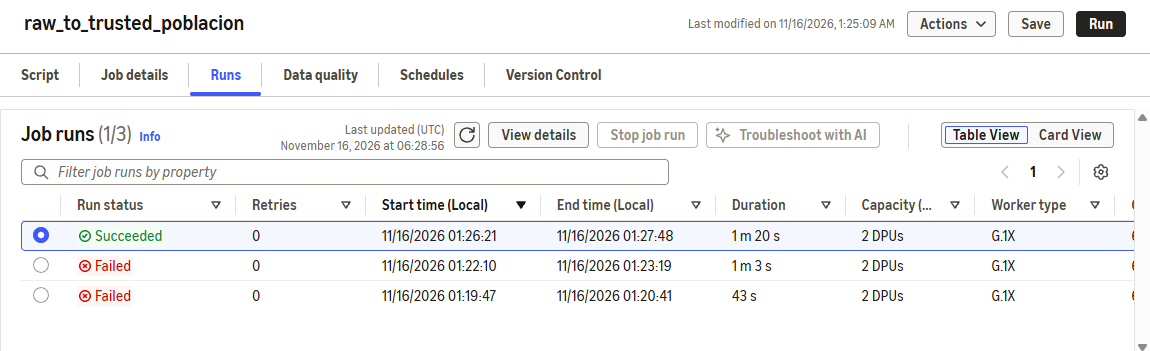 raw_to_trusted_poblacion
Last modified on 11/16/2026, 1:25:09 AM
Actions
Save
Run
Script
Job details
Runs
Data quality
Schedules
Version Control
Job runs (1/3) Info
Last updated (UTC)
November 16, 2026 at 06:28:56
View details
Stop job run
Troubleshoot with AI
Table View
Card View
Filter job runs by property
1
Run status Retries Start time (Local) End time (Local) Duration Capacity (... Worker type
Succeeded 0 11/16/2026 01:26:21 11/16/2026 01:27:48 1 m 20 s 2 DPUs G.1X
Failed 0 11/16/2026 01:22:10 11/16/2026 01:23:19 1 m 3 s 2 DPUs G.1X
Failed 0 11/16/2026 01:19:47 11/16/2026 01:20:41 43 s 2 DPUs G.1X